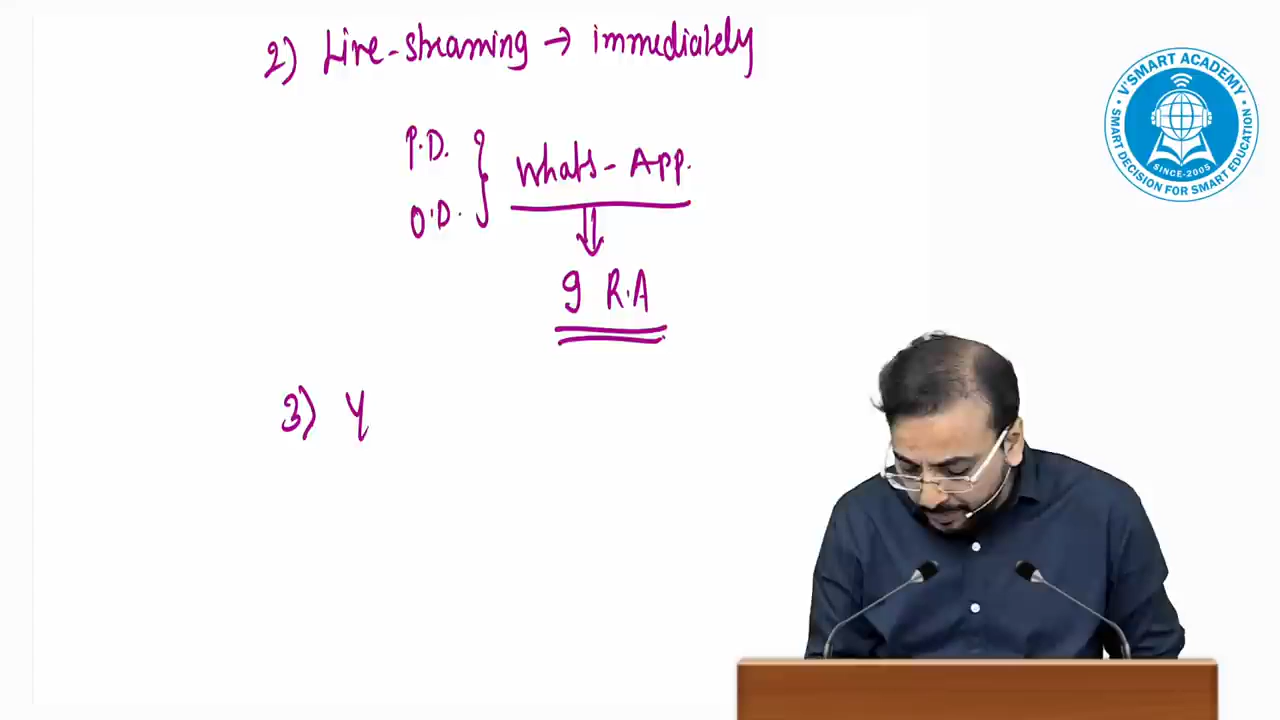 2) Live-streaming → immediately
P.D.
O.D. } Whats-App.
⇓
9 R.A
3) Y
V'SMART ACADEMY
SINCE-2005
SMART DECISION FOR SMART EDUCATION